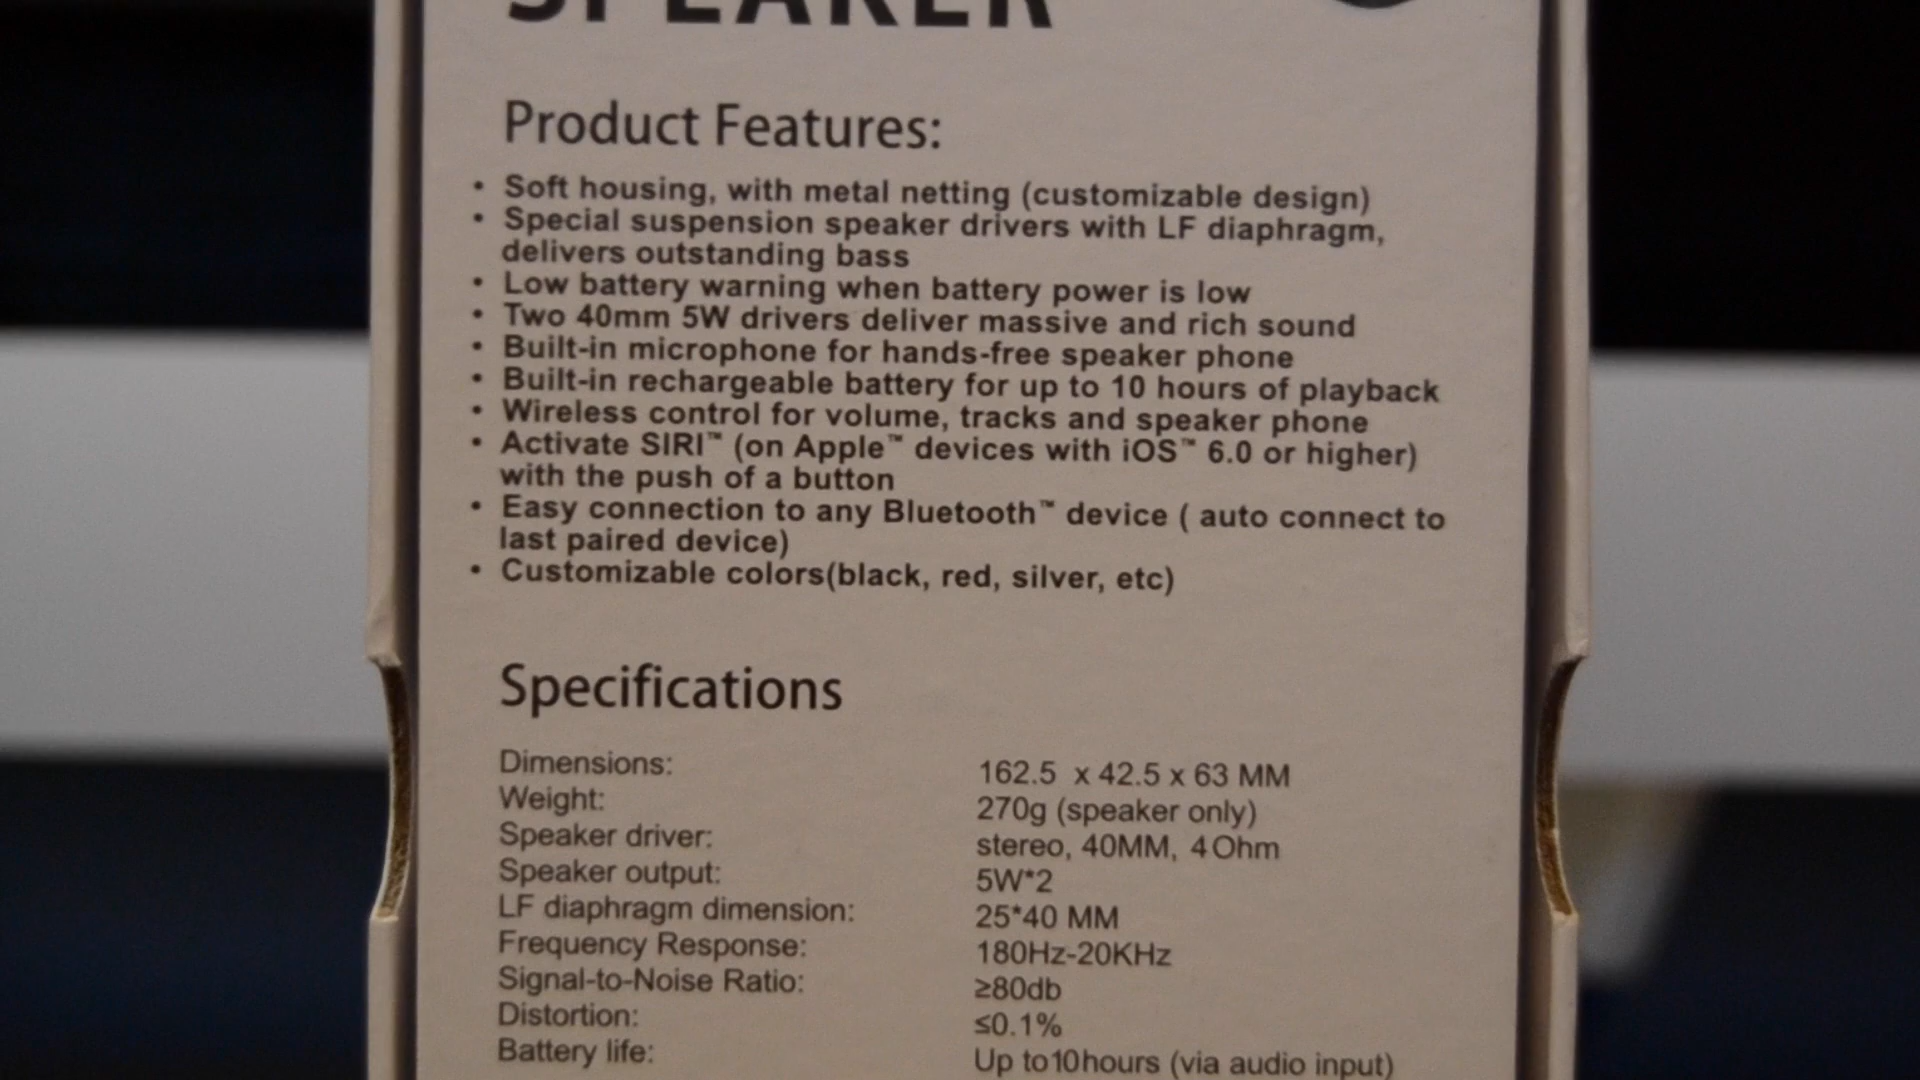 SPEAKER
Product Features:
• Soft housing, with metal netting (customizable design)
• Special suspension speaker drivers with LF diaphragm,
delivers outstanding bass
• Low battery warning when battery power is low
• Two 40mm 5W drivers deliver massive and rich sound
• Built-in microphone for hands-free speaker phone
• Built-in rechargeable battery for up to 10 hours of playback
• Wireless control for volume, tracks and speaker phone
• Activate SIRI™ (on Apple™ devices with iOS™ 6.0 or higher)
with the push of a button
• Easy connection to any Bluetooth™ device ( auto connect to
last paired device)
• Customizable colors(black, red, silver, etc)
Specifications
Dimensions: 162.5 x 42.5 x 63 MM
Weight: 270g (speaker only)
Speaker driver: stereo, 40MM, 4 Ohm
Speaker output: 5W*2
LF diaphragm dimension: 25*40 MM
Frequency Response: 180Hz-20KHz
Signal-to-Noise Ratio: ≥80db
Distortion: ≤0.1%
Battery life: Up to10hours (via audio input)